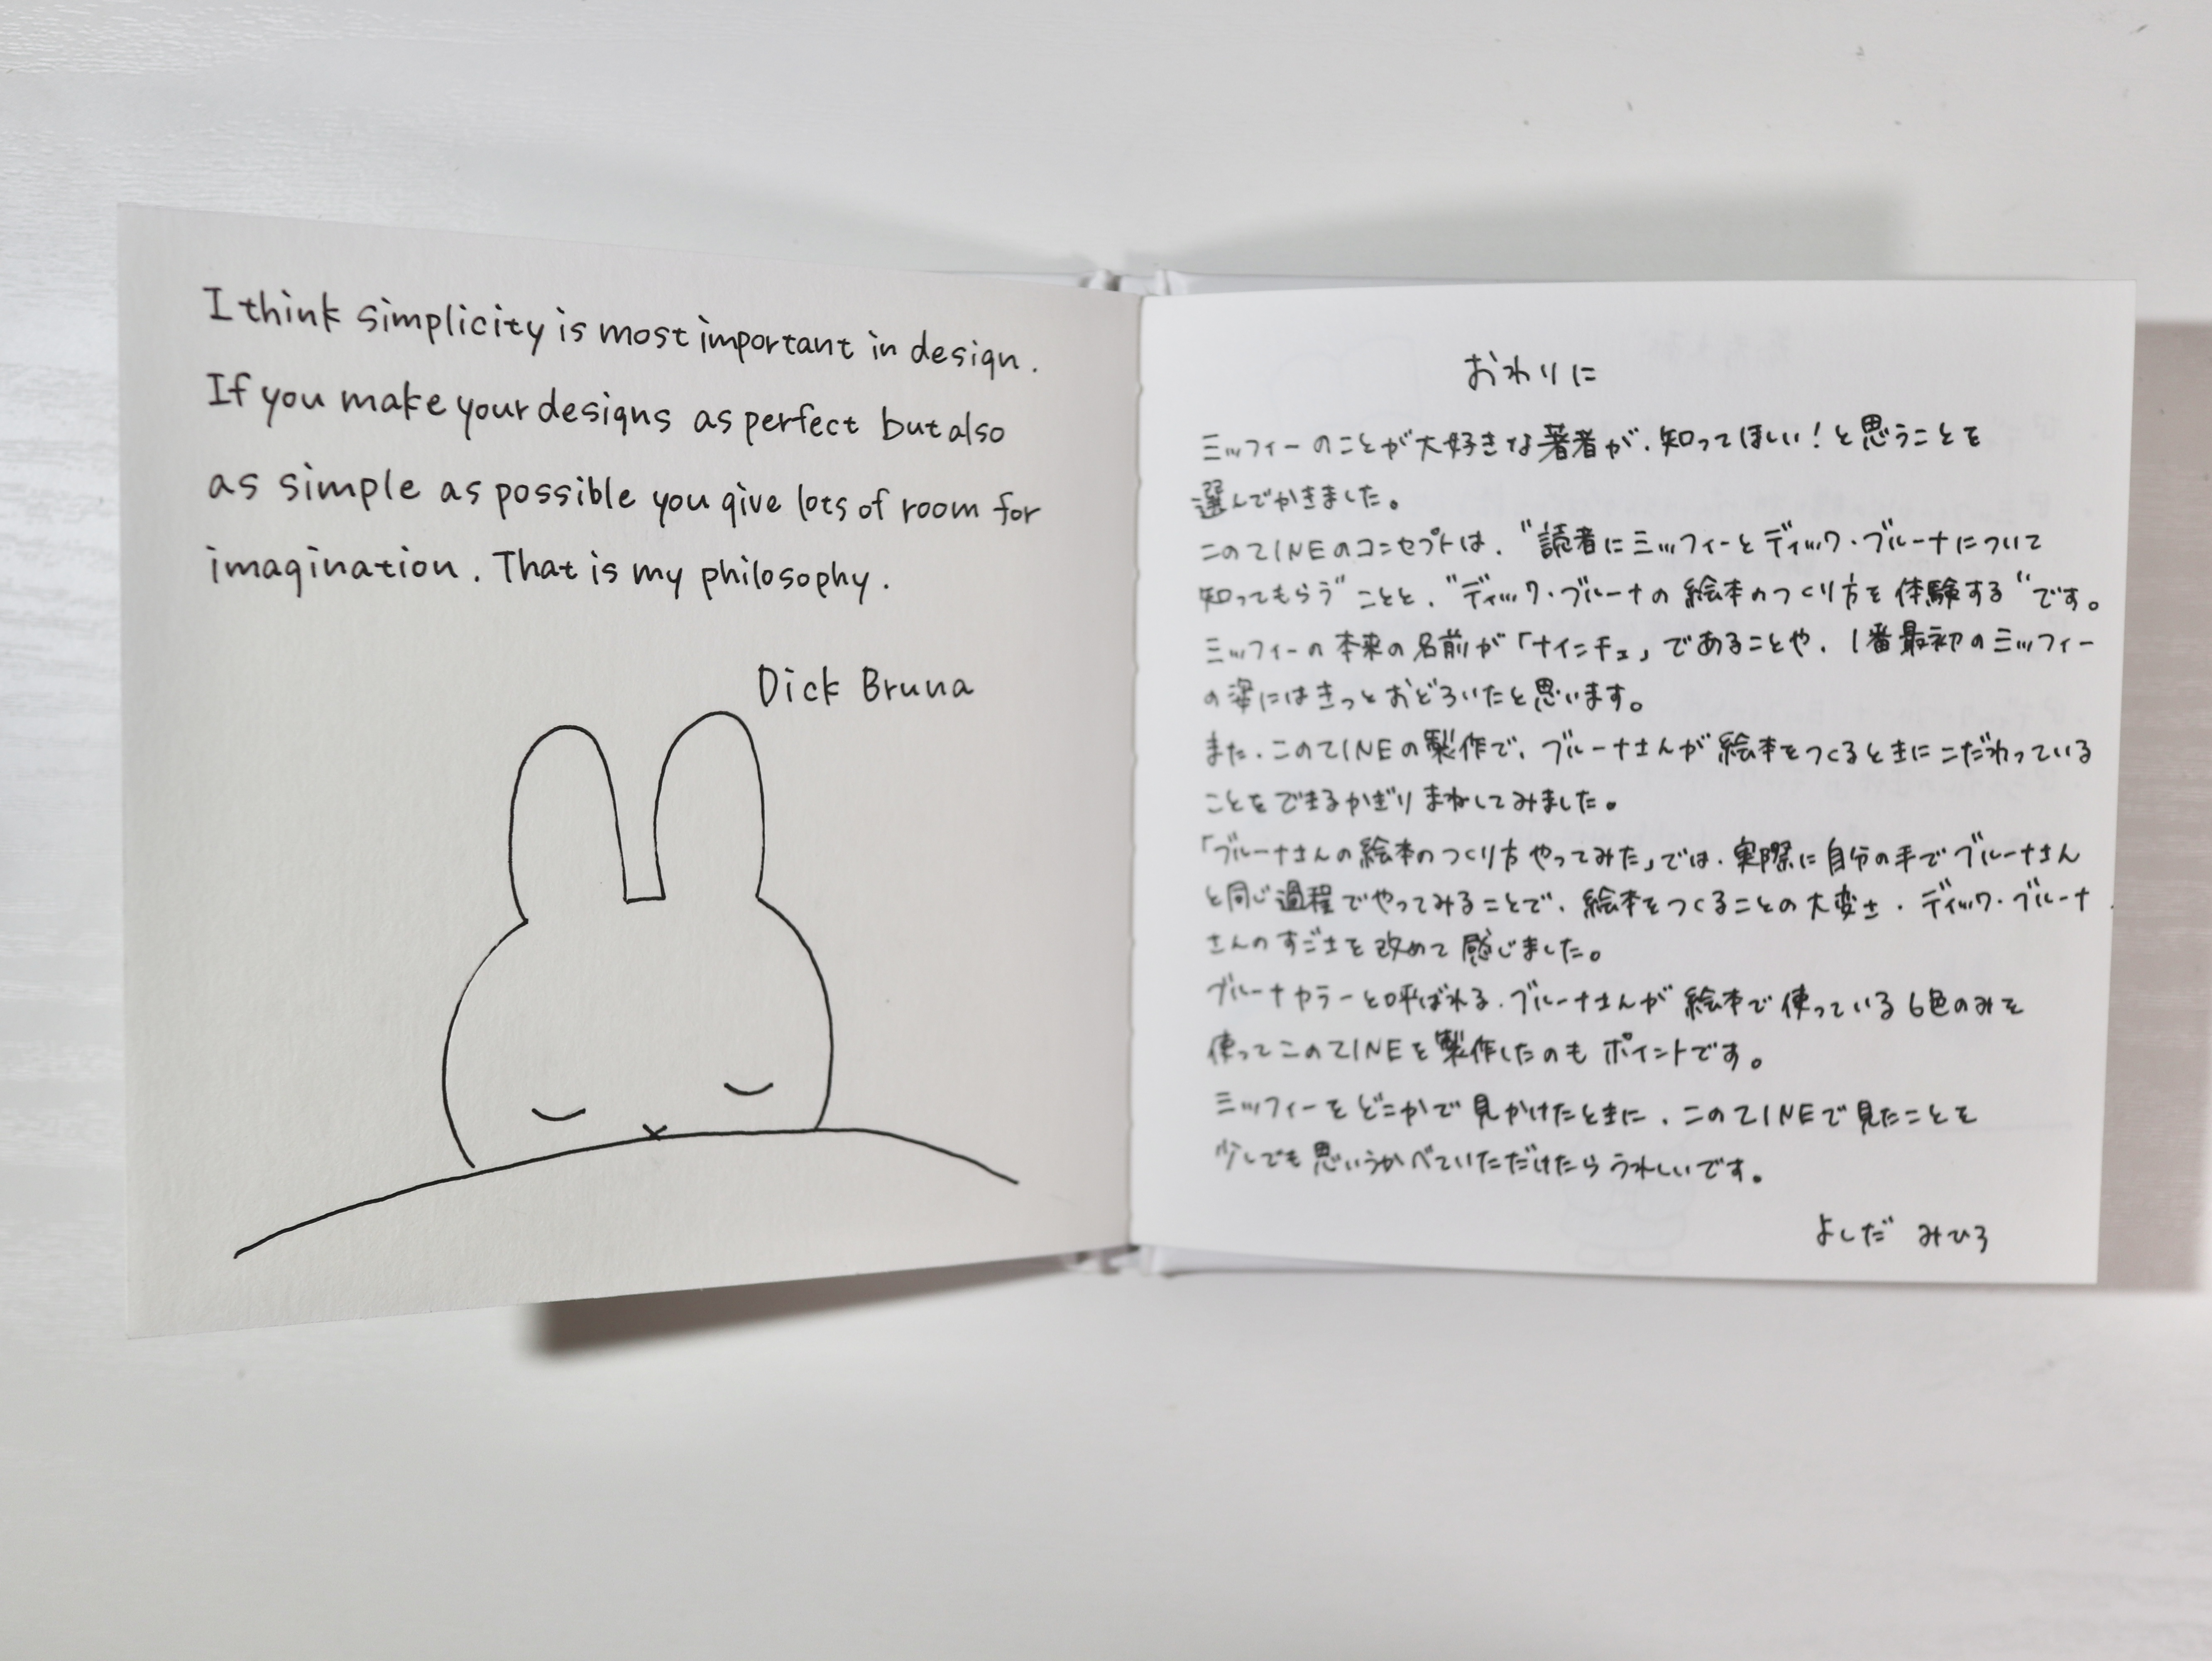 I think simplicity is most important in design.
If you make your designs as perfect but also
as simple as possible you give lots of room for
imagination. That is my philosophy.
Dick Bruna
おわりに
ミッフィーのことが大好きな著者が、知ってほしい！と思うことを
選んでかきました。
このZINEのコンセプトは、"読者にミッフィーとディック・ブルーナについて
知ってもらう"ことと、"ディック・ブルーナの絵本のつくり方を体験する"です。
ミッフィーの本来の名前が「ナインチェ」であることや、1番最初のミッフィー
の姿にはきっとおどろいたと思います。
また、このZINEの製作で、ブルーナさんが絵本をつくるときにこだわっている
ことをできるかぎりまねしてみました。
「ブルーナさんの絵本のつくり方やってみた」では、実際に自分の手でブルーナさん
と同じ過程でやってみることで、絵本をつくることの大変さ、ディック・ブルーナ
さんのすごさを改めて感じました。
ブルーナカラーと呼ばれる、ブルーナさんが絵本で使っている6色のみを
使ってこのZINEを製作したのもポイントです。
ミッフィーをどこかで見かけたときに、このZINEで見たことを
少しでも思いうかべていただけたらうれしいです。
よしだ みひろ